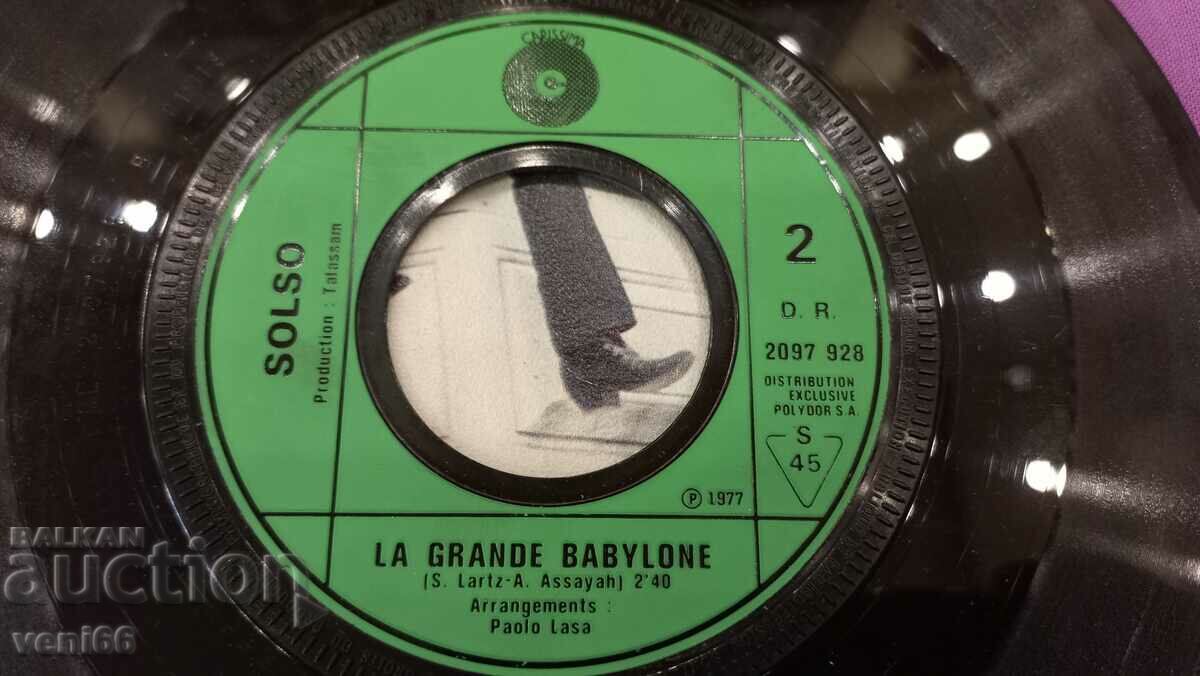 CARISSIMA
SOLSO
Production : Talassam
2
D. R.
2097 928
DISTRIBUTION
EXCLUSIVE
POLYDOR S.A.
S
45
℗ 1977
LA GRANDE BABYLONE
(S. Lartz-A. Assayah) 2'40
Arrangements :
Paolo Lasa
BALKAN
auction
veni66